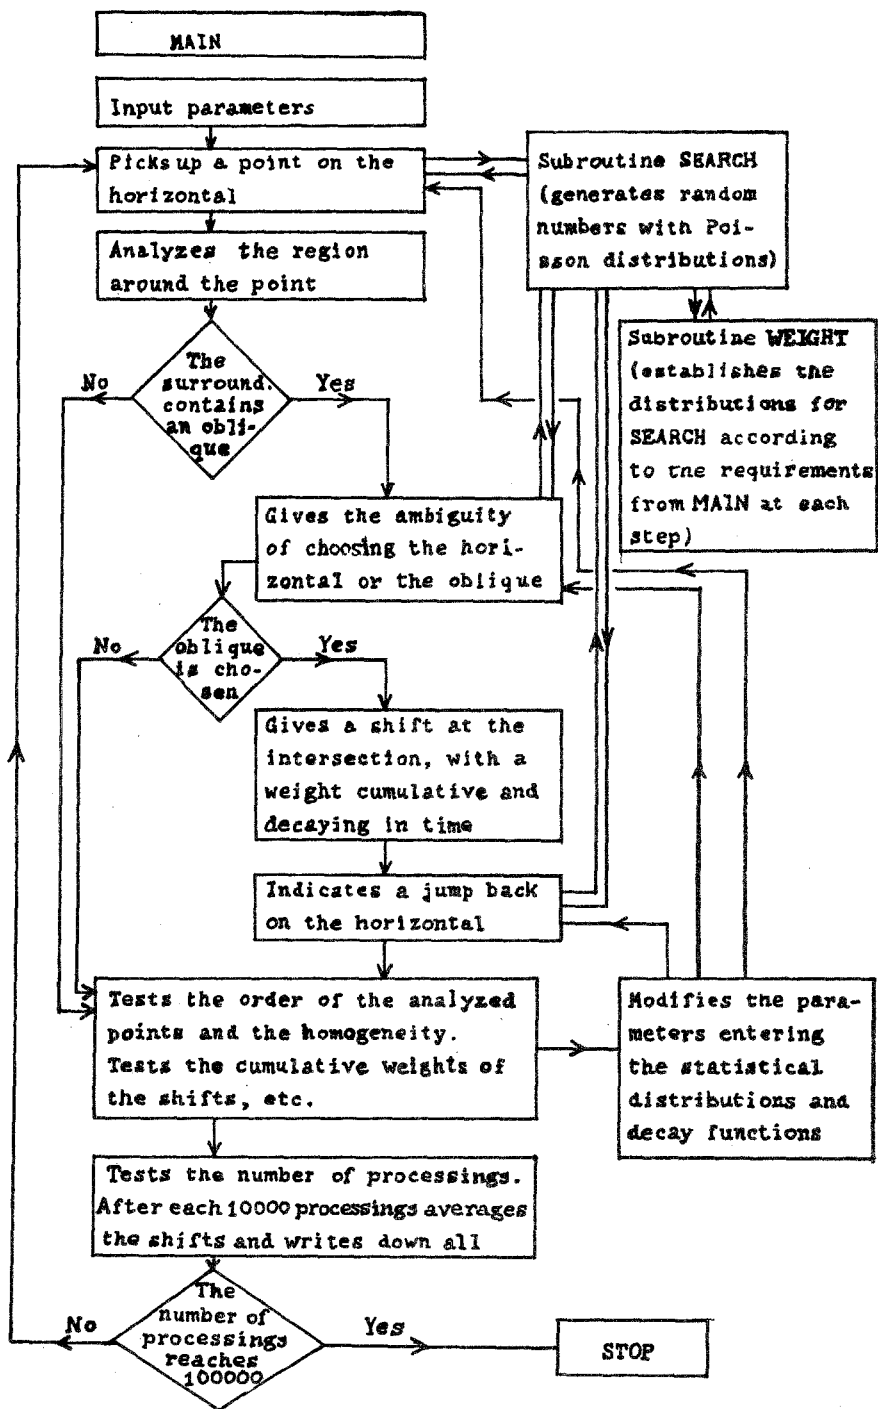 MAIN
Input parameters
Picks up a point on the
horizontal
Subroutine SEARCH
(generates random
numbers with Poi-
sson distributions)
Analyzes the region
around the point
Subroutine WEIGHT
(establishes the
distributions for
SEARCH according
to the requirements
from MAIN at each
step)
No
The
surround.
contains
an obli-
que
Yes
Gives the ambiguity
of choosing the hori-
zontal or the oblique
No
The
oblique
is cho-
sen
Yes
Gives a shift at the
intersection, with a
weight cumulative and
decaying in time
Indicates a jump back
on the horizontal
Tests the order of the analyzed
points and the homogeneity.
Tests the cumulative weights of
the shifts, etc.
Modifies the para-
meters entering
the statistical
distributions and
decay functions
Tests the number of processings.
After each 10000 processings averages
the shifts and writes down all
No
The
number of
processings
reaches
100000
Yes
STOP